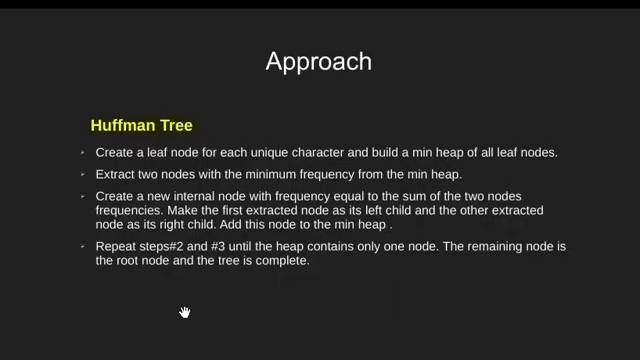 Approach
Huffman Tree
Create a leaf node for each unique character and build a min heap of all leaf nodes.
Extract two nodes with the minimum frequency from the min heap.
Create a new internal node with frequency equal to the sum of the two nodes
frequencies. Make the first extracted node as its left child and the other extracted
node as its right child. Add this node to the min heap .
Repeat steps#2 and #3 until the heap contains only one node. The remaining node is
the root node and the tree is complete.